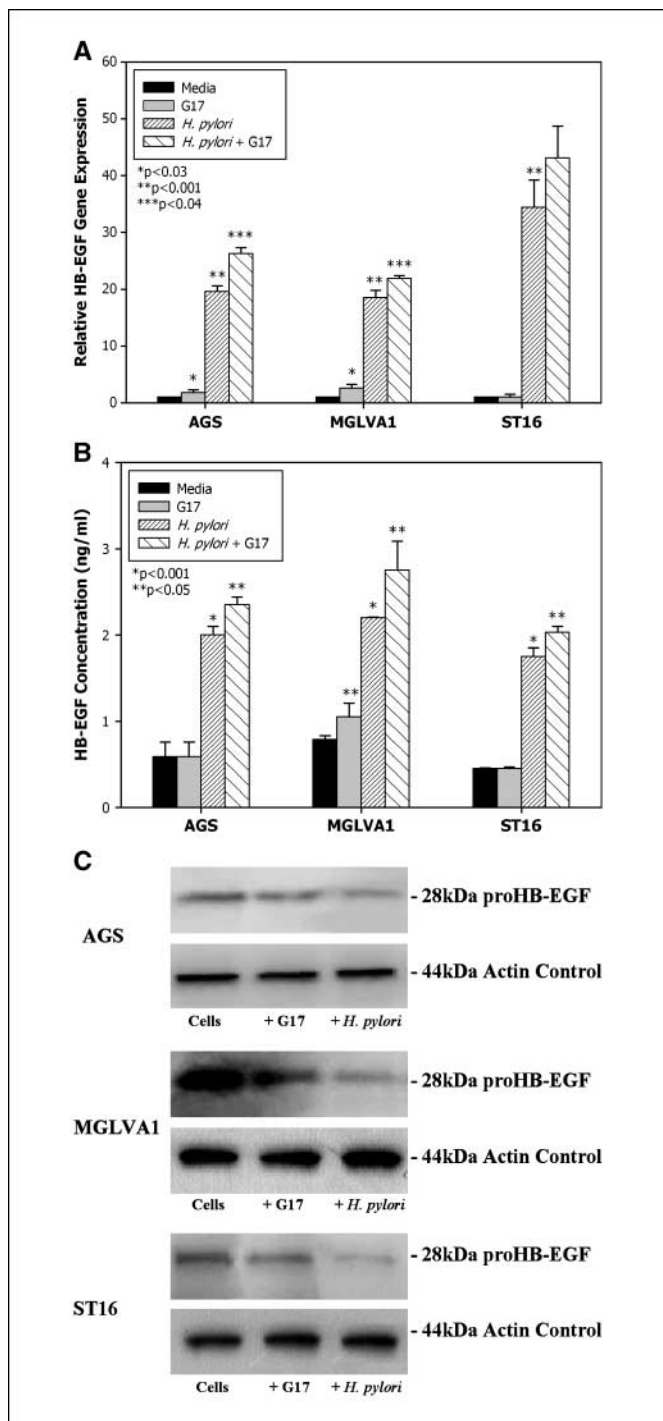 A
Relative HB-EGF Gene Expression
60
50
40
30
20
10
0
Media
G17
H. pylori
H. pylori + G17
*p<0.03
**p<0.001
***p<0.04
*
**
***
*
**
***
**
AGS
MGLVA1
ST16
B
HB-EGF Concentration (ng/ml)
4
3
2
1
0
Media
G17
H. pylori
H. pylori + G17
*p<0.001
**p<0.05
*
**
**
*
**
*
**
AGS
MGLVA1
ST16
C
AGS
- 28kDa proHB-EGF
- 44kDa Actin Control
Cells + G17 + H. pylori
MGLVA1
- 28kDa proHB-EGF
- 44kDa Actin Control
Cells + G17 + H. pylori
ST16
- 28kDa proHB-EGF
- 44kDa Actin Control
Cells + G17 + H. pylori